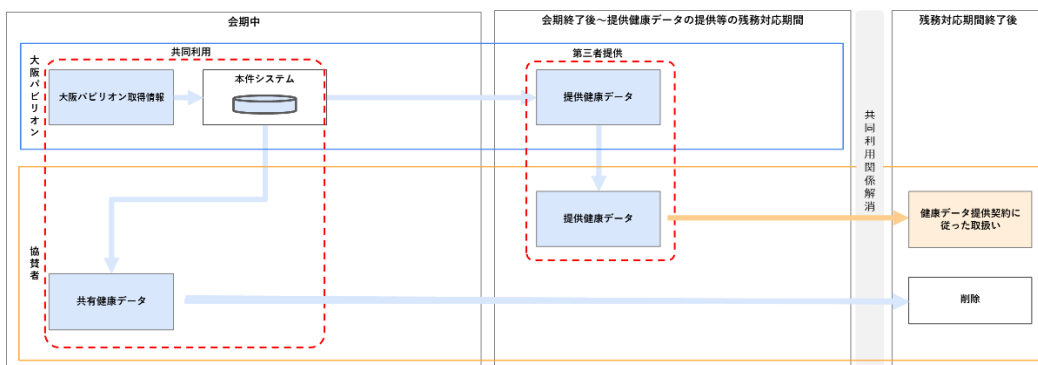 会期中
会期終了後～提供健康データの提供等の残務対応期間
残務対応期間終了後
大阪パビリオン
共同利用
第三者提供
大阪パビリオン取得情報
本件システム
提供健康データ
共同利用関係解消
提供健康データ
健康データ提供契約に
従った取扱い
協賛者
共有健康データ
削除